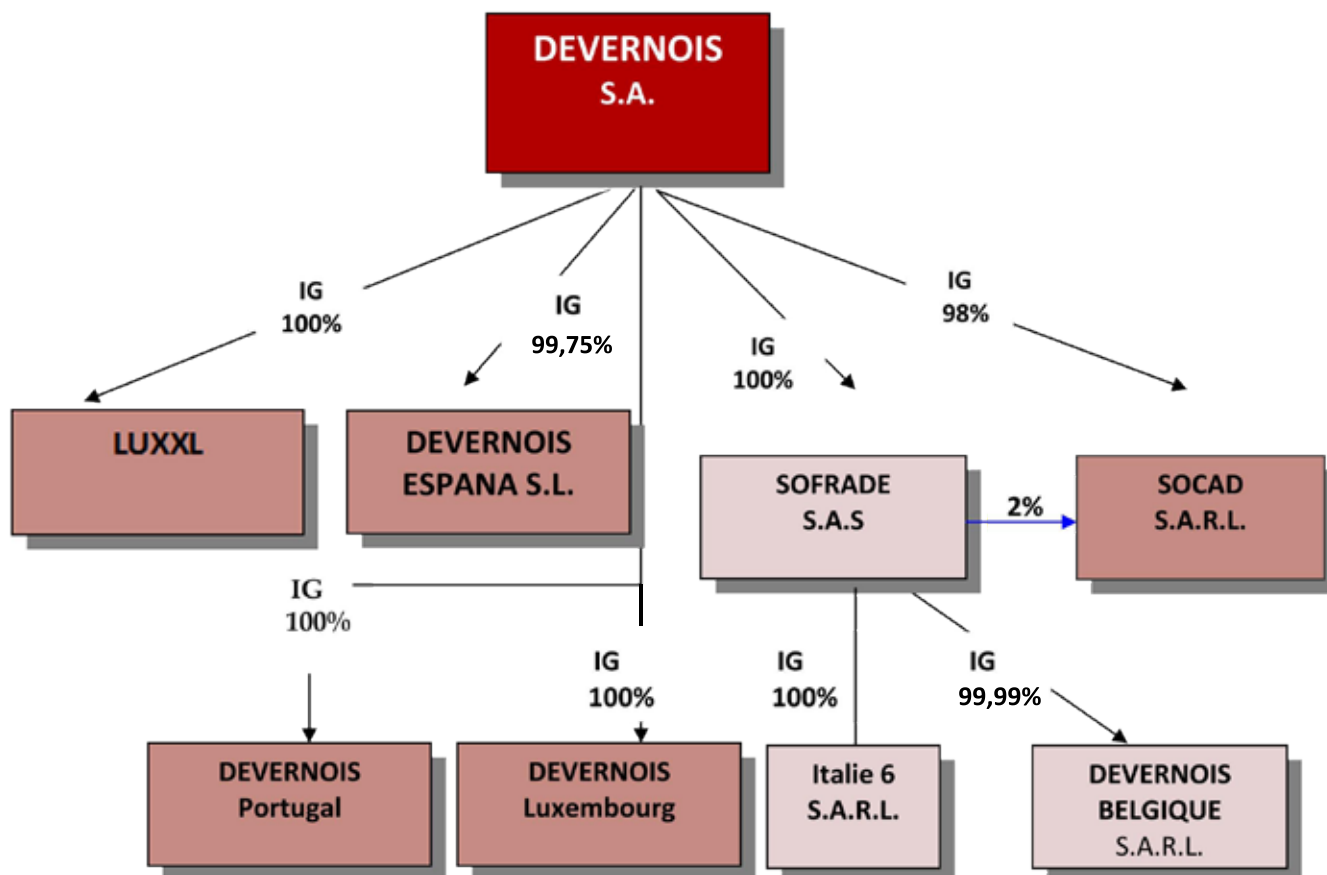 DEVERNOIS
S.A.
IG
100%
IG
99,75%
IG
100%
IG
98%
LUXXL
DEVERNOIS
ESPANA S.L.
SOFRADE
S.A.S
2%
SOCAD
S.A.R.L.
IG
100%
IG
100%
IG
100%
IG
99,99%
DEVERNOIS
Portugal
DEVERNOIS
Luxembourg
Italie 6
S.A.R.L.
DEVERNOIS
BELGIQUE
S.A.R.L.